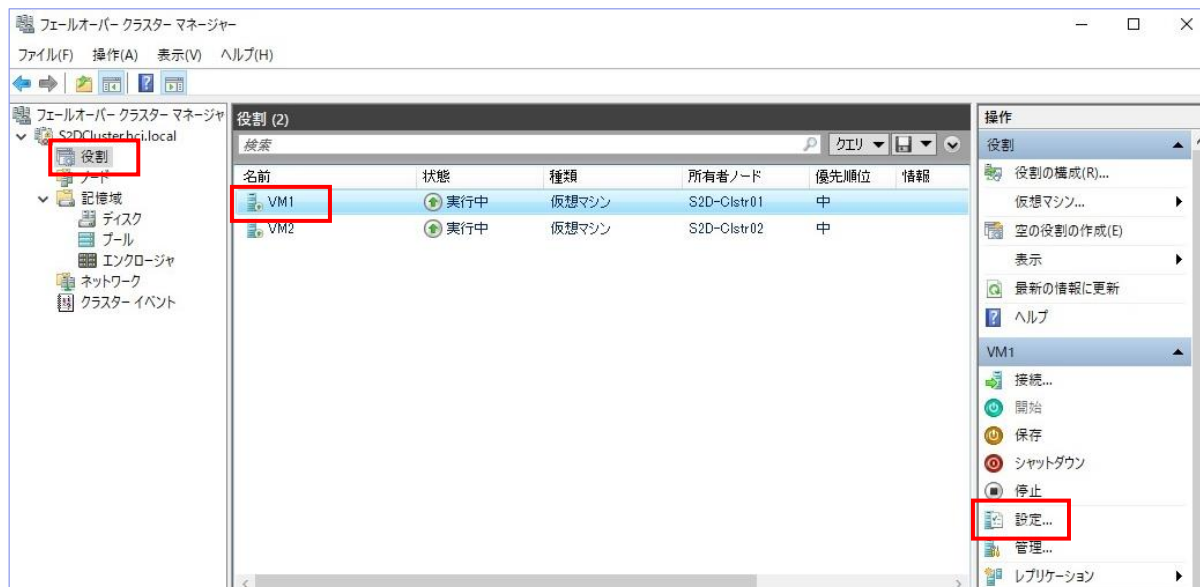 フェールオーバー クラスター マネージャー
ファイル(F) 操作(A) 表示(V) ヘルプ(H)
フェールオーバー クラスター マネージャ
S2DCluster.hci.local
役割
ノード
記憶域
ディスク
プール
エンクロージャ
ネットワーク
クラスター イベント
役割 (2)
検索
クエリ
名前 状態 種類 所有者ノード 優先順位 情報
VM1 実行中 仮想マシン S2D-Clstr01 中
VM2 実行中 仮想マシン S2D-Clstr02 中
操作
役割
役割の構成(R)...
仮想マシン...
空の役割の作成(E)
表示
最新の情報に更新
ヘルプ
VM1
接続...
開始
保存
シャットダウン
停止
設定...
管理...
レプリケーション